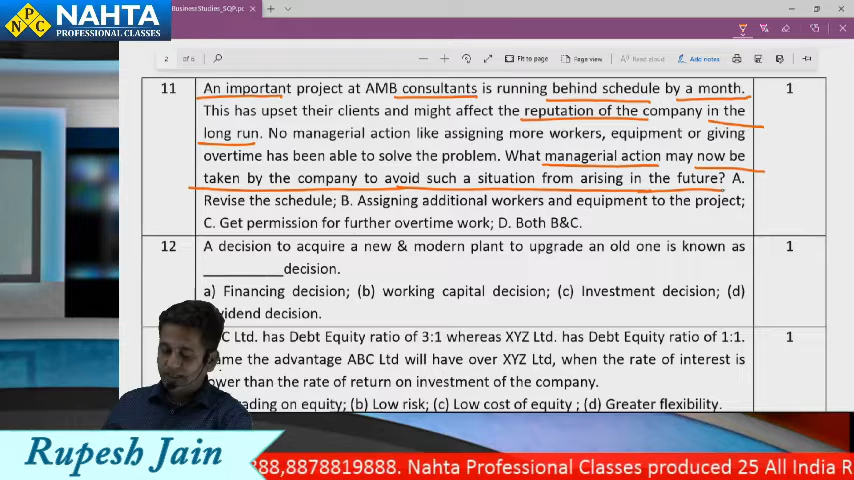 NPC
NAHTA
PROFESSIONAL CLASSES
BusinessStudies_SQP.pc
2 of 6
Fit to page
Page view
Read aloud
Add notes
11
An important project at AMB consultants is running behind schedule by a month.
This has upset their clients and might affect the reputation of the company in the
long run. No managerial action like assigning more workers, equipment or giving
overtime has been able to solve the problem. What managerial action may now be
taken by the company to avoid such a situation from arising in the future? A.
Revise the schedule; B. Assigning additional workers and equipment to the project;
C. Get permission for further overtime work; D. Both B&C.
1
12
A decision to acquire a new & modern plant to upgrade an old one is known as
__________decision.
a) Financing decision; (b) working capital decision; (c) Investment decision; (d)
vidend decision.
1
C Ltd. has Debt Equity ratio of 3:1 whereas XYZ Ltd. has Debt Equity ratio of 1:1.
ame the advantage ABC Ltd will have over XYZ Ltd, when the rate of interest is
ower than the rate of return on investment of the company.
ading on equity; (b) Low risk; (c) Low cost of equity ; (d) Greater flexibility.
1
Rupesh Jain
888,8878819888. Nahta Professional Classes produced 25 All India R